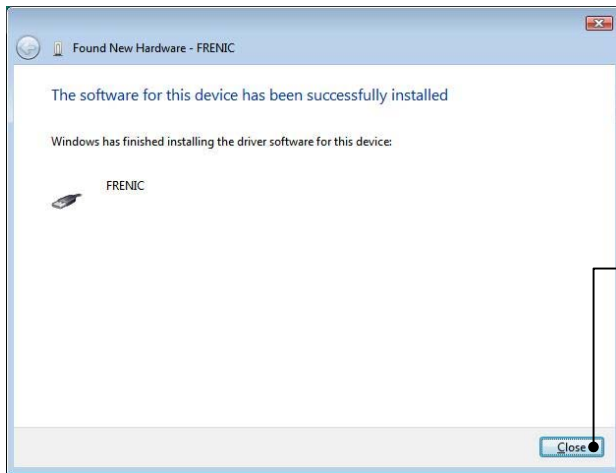 Found New Hardware - FRENIC
The software for this device has been successfully installed
Windows has finished installing the driver software for this device:
FRENIC
Close